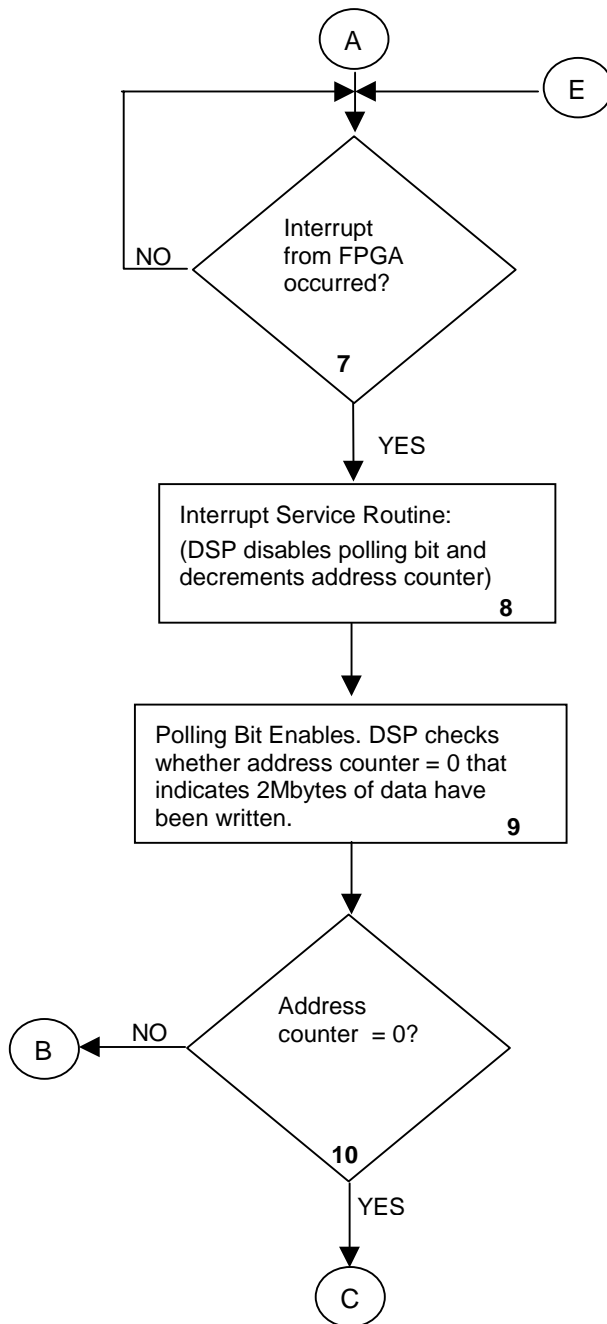 A
E
Interrupt
from FPGA
occurred?
NO
7
YES
Interrupt Service Routine:
(DSP disables polling bit and
decrements address counter)
8
Polling Bit Enables. DSP checks
whether address counter = 0 that
indicates 2Mbytes of data have
been written.
9
Address
counter = 0?
NO
B
10
YES
C